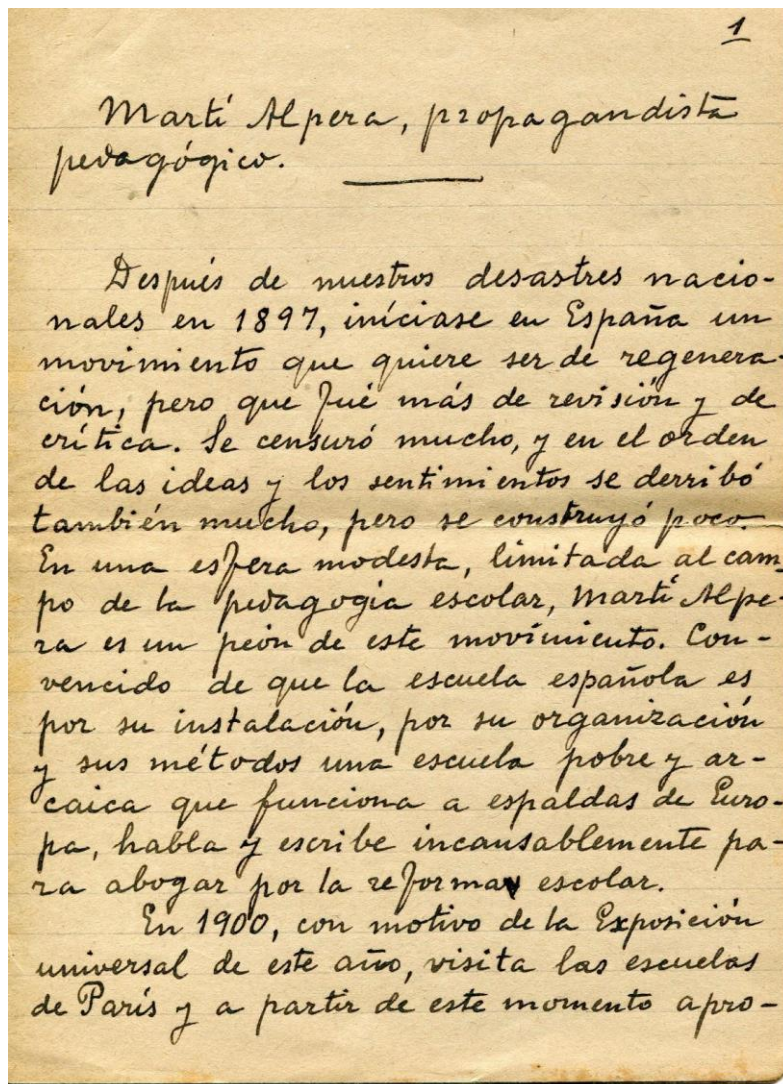 1
Martí Alpera, propagandista
pedagógico.
Después de nuestros desastres nacio-
nales en 1897, iníciase en España un
movimiento que quiere ser de regenera-
ción, pero que fué más de revisión y de
crítica. Se censuró mucho, y en el orden
de las ideas y los sentimientos se derribó
también mucho, pero se construyó poco.
En una esfera modesta, limitada al cam-
po de la pedagogía escolar, Martí Alpe-
ra es un peón de este movimiento. Con-
vencido de que la escuela española es
por su instalación, por su organización
y sus métodos una escuela pobre y ar-
caica que funciona a espaldas de Euro-
pa, habla y escribe incansablemente pa-
ra abogar por la reforma escolar.
En 1900, con motivo de la Exposición
universal de este año, visita las escuelas
de París y a partir de este momento apro-